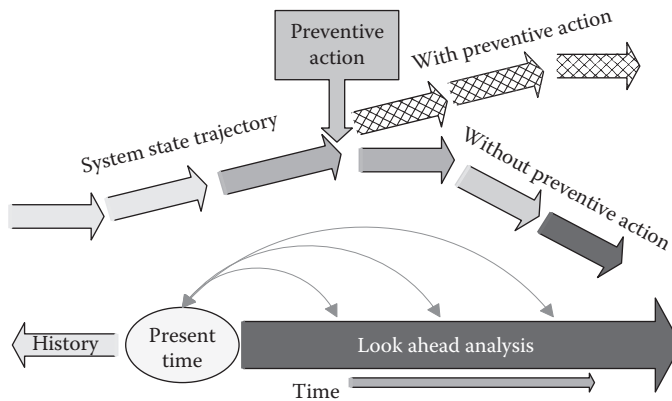 Preventive
action
With preventive action
System state trajectory
Without preventive action
History
Present
time
Look ahead analysis
Time